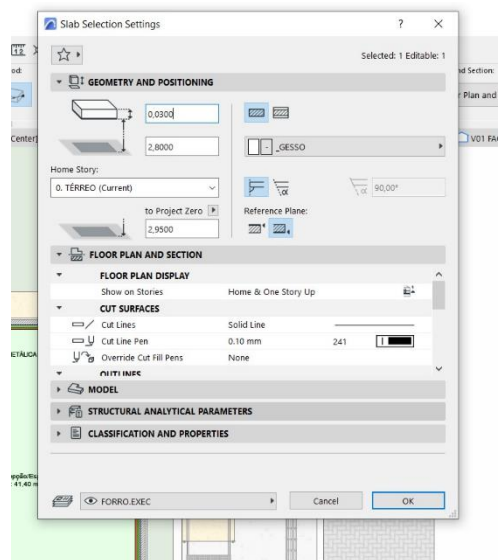 Slab Selection Settings
Selected: 1 Editable: 1
GEOMETRY AND POSITIONING
0,0300
2,8000
_GESSO
Home Story:
0. TÉRREO (Current)
90,00°
to Project Zero
Reference Plane:
2,9500
FLOOR PLAN AND SECTION
FLOOR PLAN DISPLAY
Show on Stories Home & One Story Up
CUT SURFACES
Cut Lines Solid Line
Cut Line Pen 0.10 mm 241
Override Cut Fill Pens None
OUTLINES
MODEL
STRUCTURAL ANALYTICAL PARAMETERS
CLASSIFICATION AND PROPERTIES
FORRO.EXEC
Cancel OK
12
od:
nd Section:
r Plan and
Center]
V01 FA
ETÁLICA
41,40 m